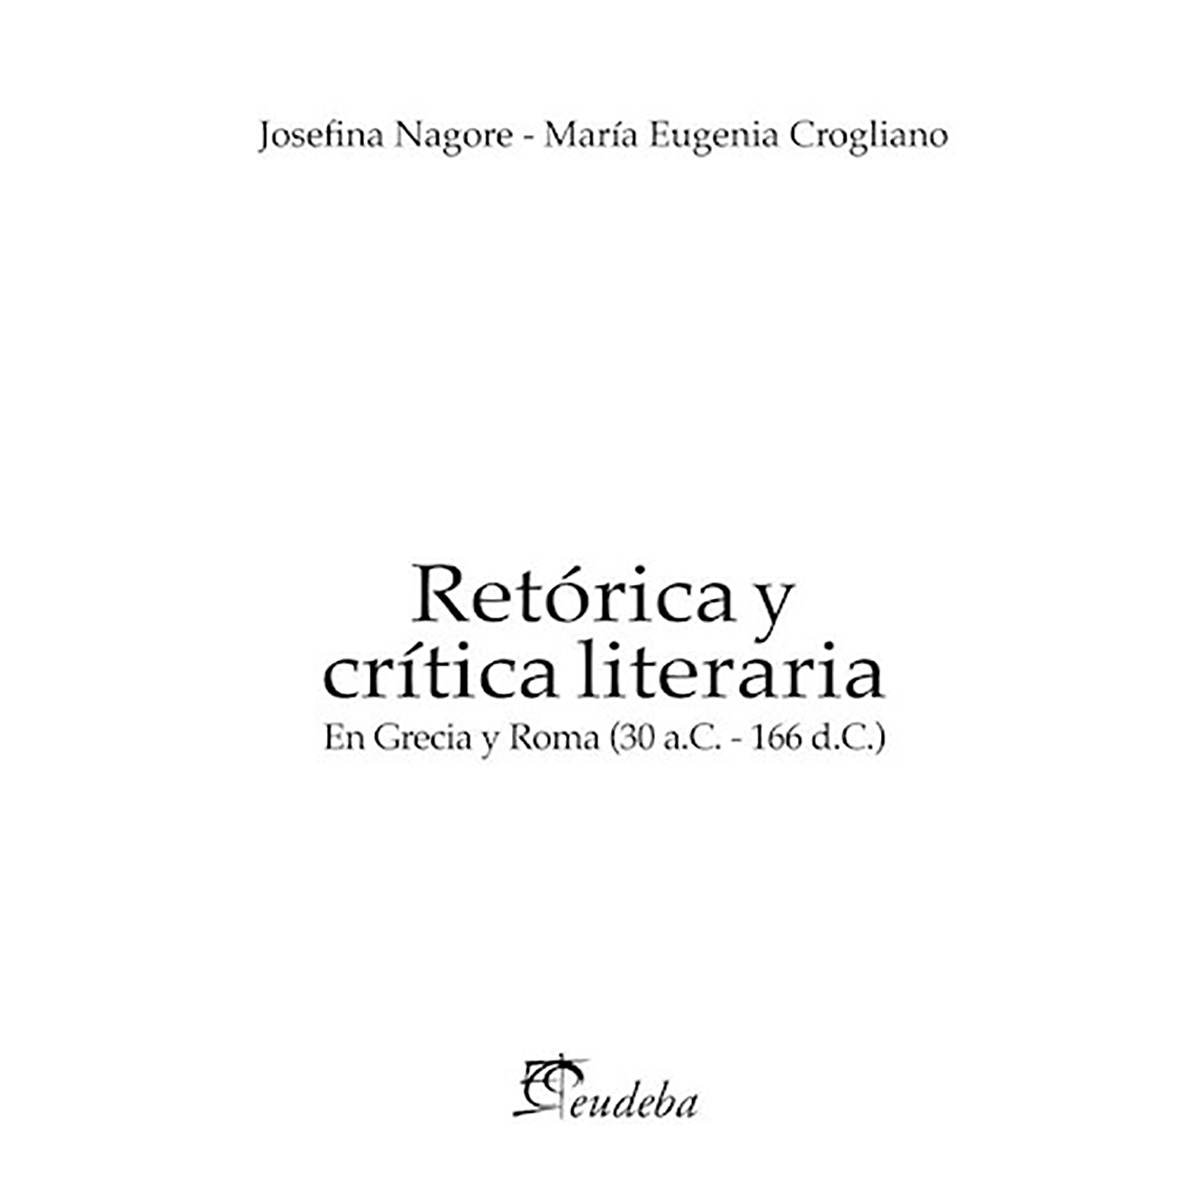 Josefina Nagore - María Eugenia Crogliano
Retórica y
crítica literaria
En Grecia y Roma (30 a.C. - 166 d.C.)
eudeba